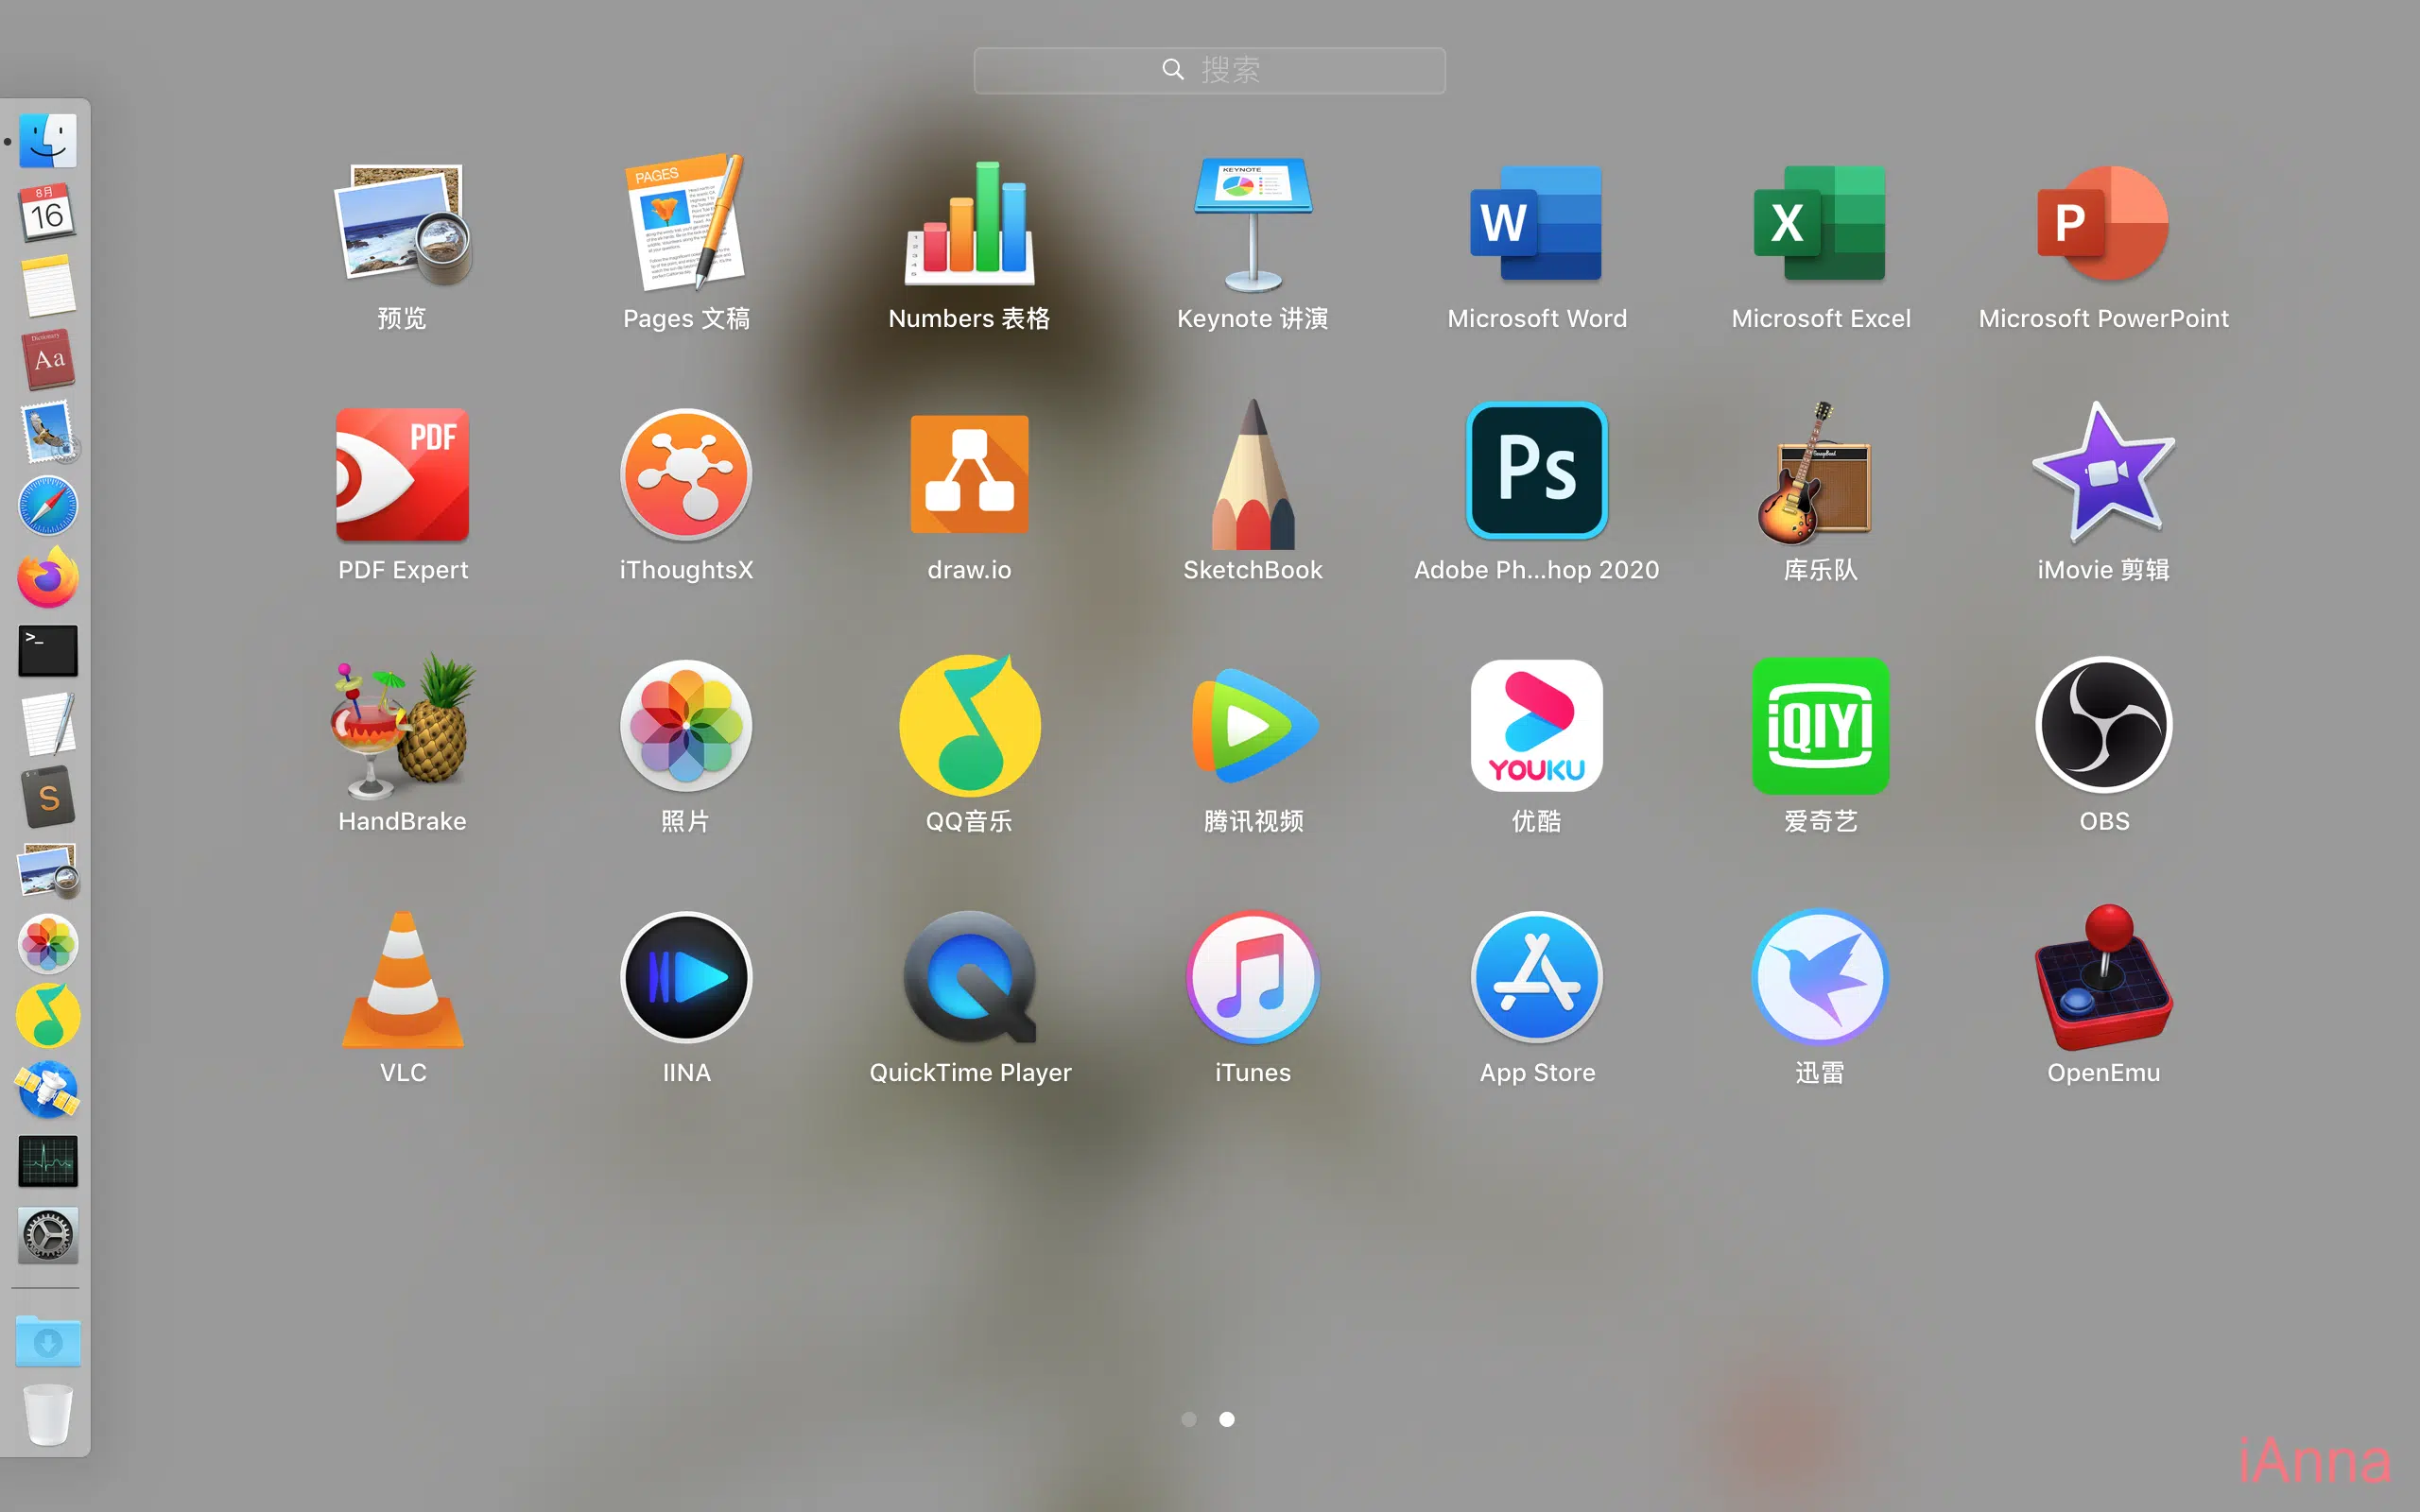 搜索
8月
16
PAGES
KEYNOTE
W
X
P
预览
Pages 文稿
Numbers 表格
Keynote 讲演
Microsoft Word
Microsoft Excel
Microsoft PowerPoint
Dictionary
Aa
PDF
Ps
PDF Expert
iThoughtsX
draw.io
SketchBook
Adobe Ph...hop 2020
库乐队
iMovie 剪辑
>_
S
YOUKU
iQIYI
HandBrake
照片
QQ音乐
腾讯视频
优酷
爱奇艺
OBS
VLC
IINA
QuickTime Player
iTunes
App Store
迅雷
OpenEmu
iAnna